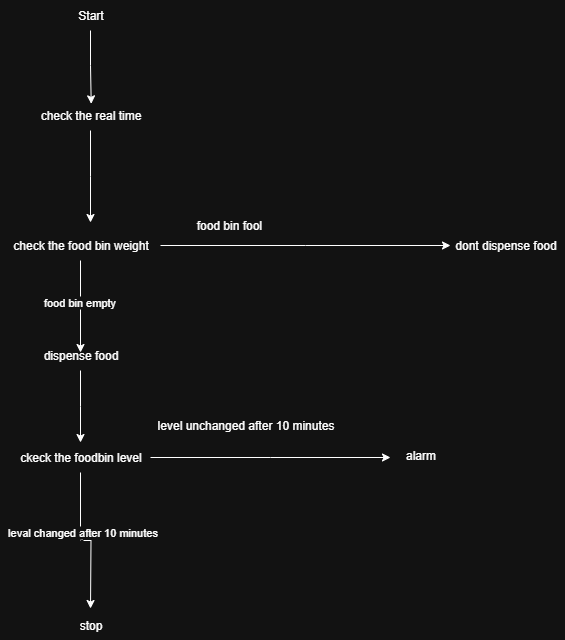 Start
check the real time
food bin fool
check the food bin weight
dont dispense food
food bin empty
dispense food
level unchanged after 10 minutes
ckeck the foodbin level
alarm
leval changed after 10 minutes
stop